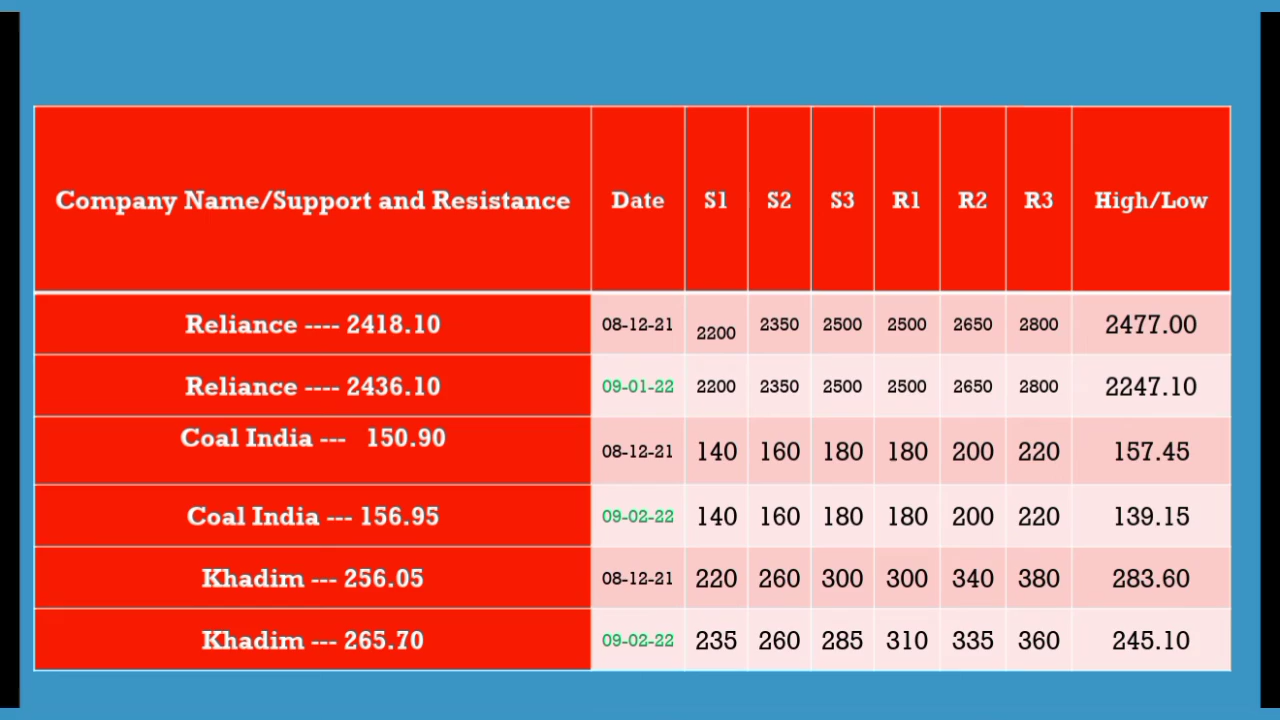 Company Name/Support and Resistance Date S1 S2 S3 R1 R2 R3 High/Low
Reliance ---- 2418.10 08-12-21 2200 2350 2500 2500 2650 2800 2477.00
Reliance ---- 2436.10 09-01-22 2200 2350 2500 2500 2650 2800 2247.10
Coal India --- 150.90 08-12-21 140 160 180 180 200 220 157.45
Coal India --- 156.95 09-02-22 140 160 180 180 200 220 139.15
Khadim --- 256.05 08-12-21 220 260 300 300 340 380 283.60
Khadim --- 265.70 09-02-22 235 260 285 310 335 360 245.10